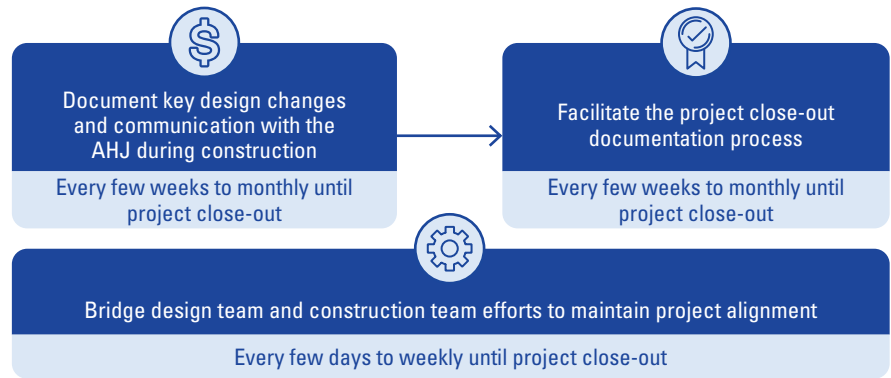 Document key design changes
and communication with the
AHJ during construction
Every few weeks to monthly until
project close-out
Facilitate the project close-out
documentation process
Every few weeks to monthly until
project close-out
Bridge design team and construction team efforts to maintain project alignment
Every few days to weekly until project close-out